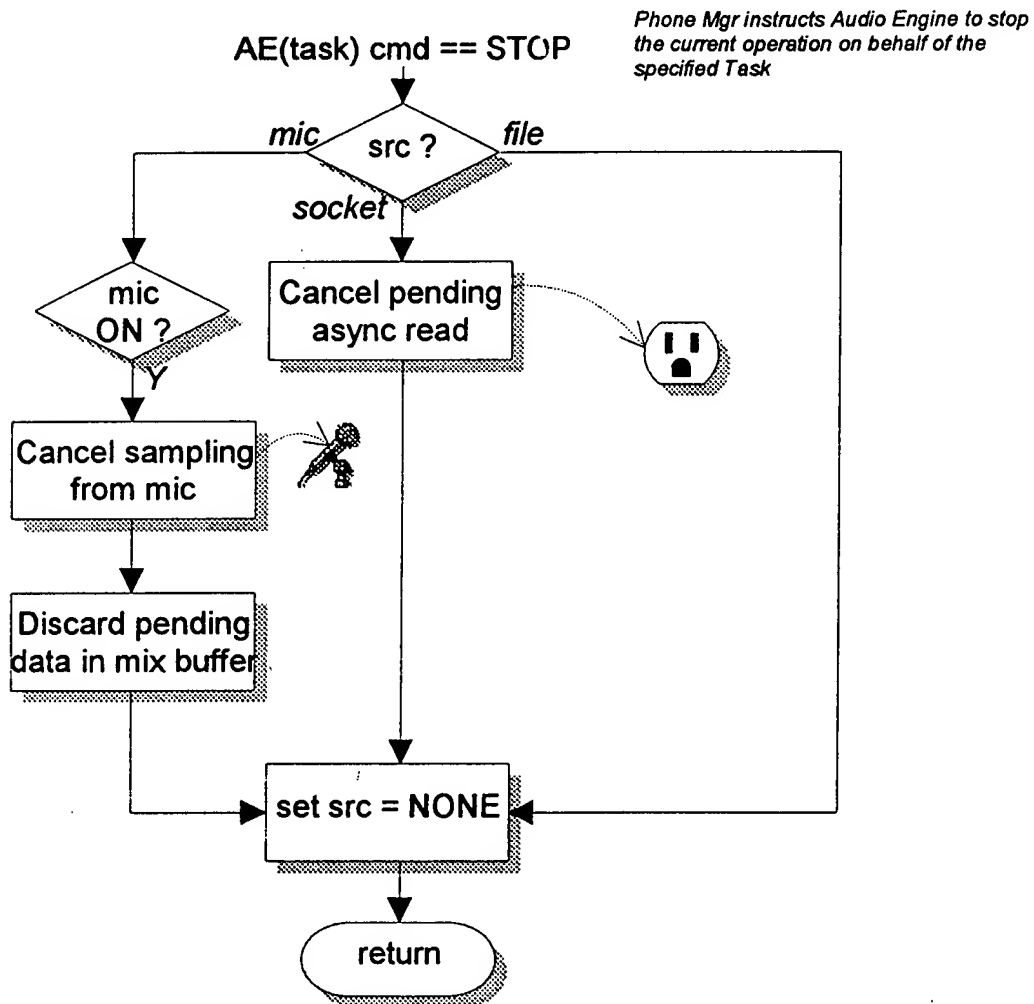 Phone Mgr instructs Audio Engine to stop
the current operation on behalf of the
specified Task
AE(task) cmd == STOP
mic
src ?
file
socket
mic
ON ?
Y
Cancel pending
async read
Cancel sampling
from mic
Discard pending
data in mix buffer
set src = NONE
return